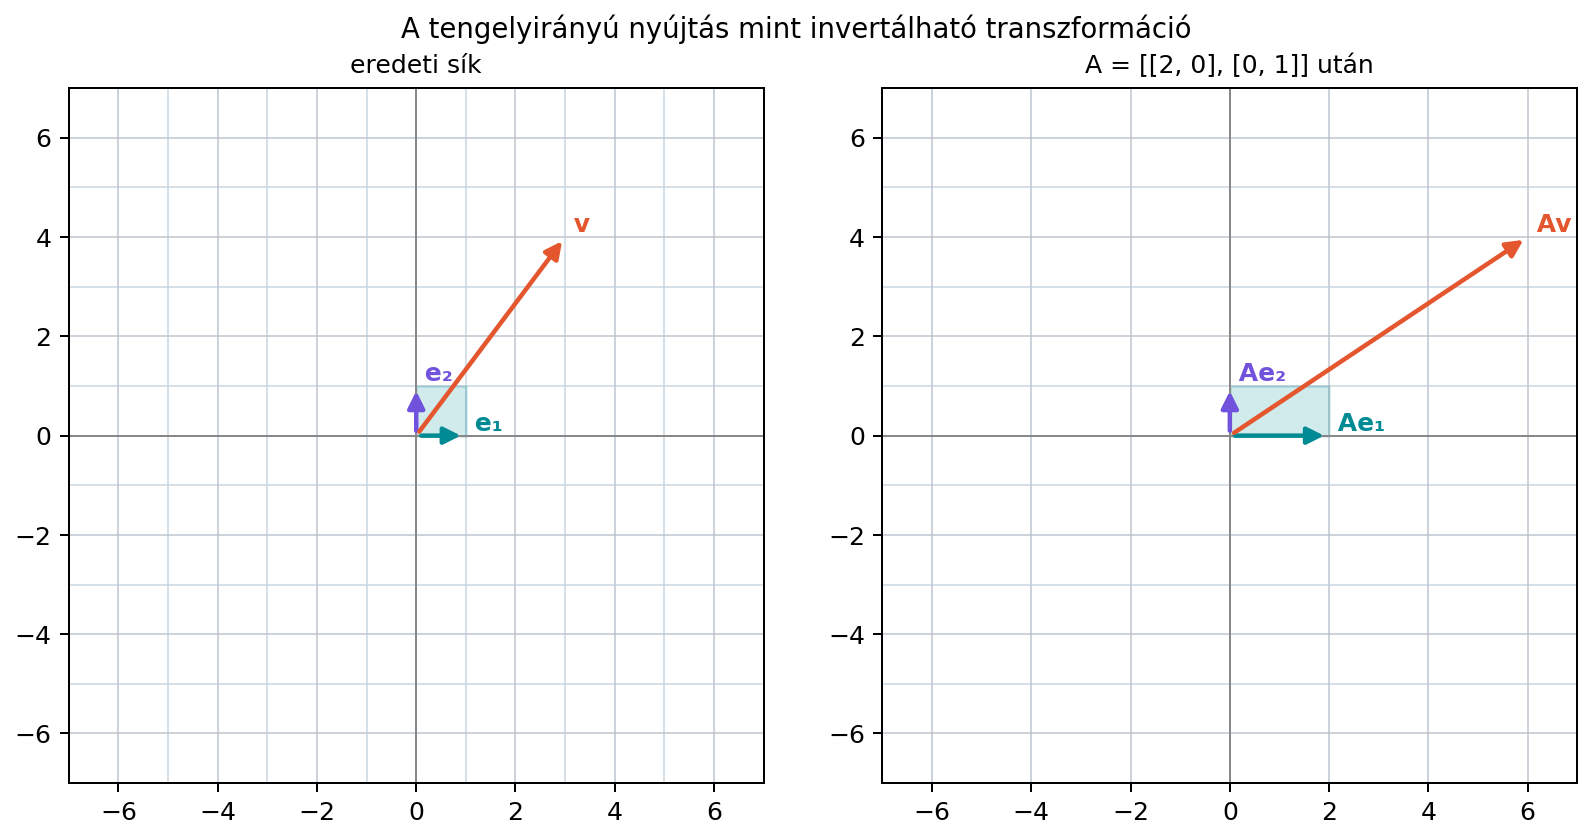 A tengelyirányú nyújtás mint invertálható transzformáció
eredeti sík
6
4
2
0
−2
−4
−6
−6 −4 −2 0 2 4 6
v
e₂
e₁
A = [[2, 0], [0, 1]] után
6
4
2
0
−2
−4
−6
−6 −4 −2 0 2 4 6
Av
Ae₂
Ae₁